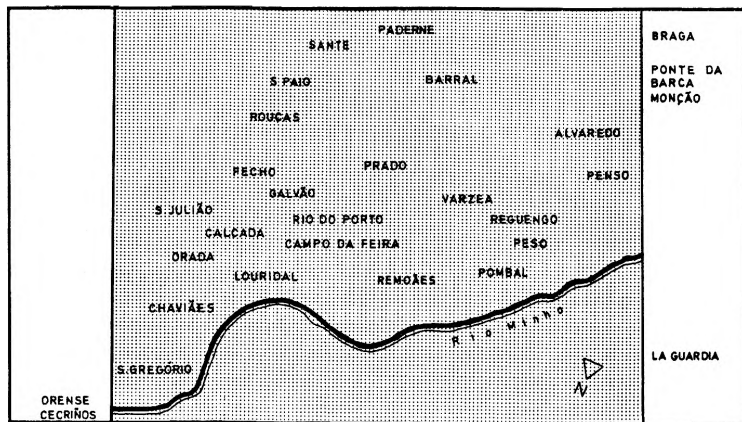 PADERNE
SANTE
BRAGA
S. PAIO
BARRAL
PONTE DA
BARCA
MONÇÃO
ROUÇAS
ALVAREDO
PRADO
FECHO
PENSO
GALVÃO
VARZEA
S. JULIÃO
RIO DO PORTO
REGUENGO
CALÇADA
CAMPO DA FEIRA
PESO
ORADA
LOURIDAL
REMOÃES
POMBAL
CHAVIÃES
Rio Minho
LA GUARDIA
S. GREGÓRIO
N
ORENSE
CECRIÑOS